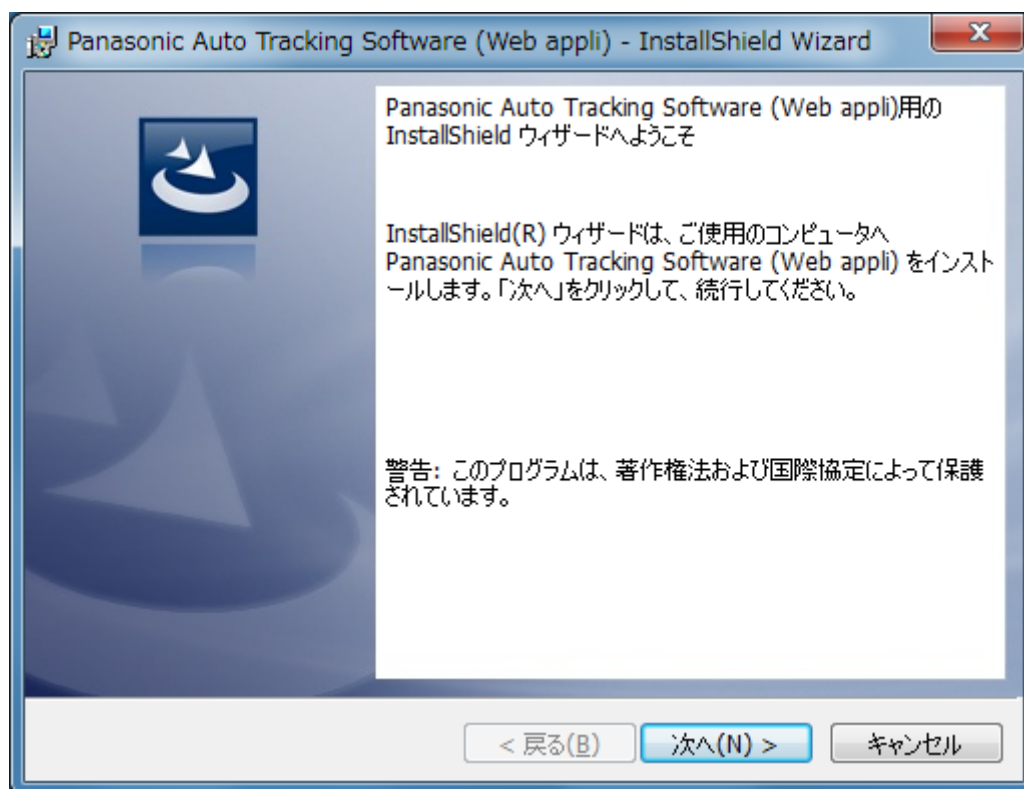 Panasonic Auto Tracking Software (Web appli) - InstallShield Wizard
Panasonic Auto Tracking Software (Web appli)用の
InstallShield ウィザードへようこそ
InstallShield(R) ウィザードは、ご使用のコンピュータへ
Panasonic Auto Tracking Software (Web appli) をインスト
ールします。「次へ」をクリックして、続行してください。
警告: このプログラムは、著作権法および国際協定によって保護
されています。
< 戻る(B)
次へ(N) >
キャンセル